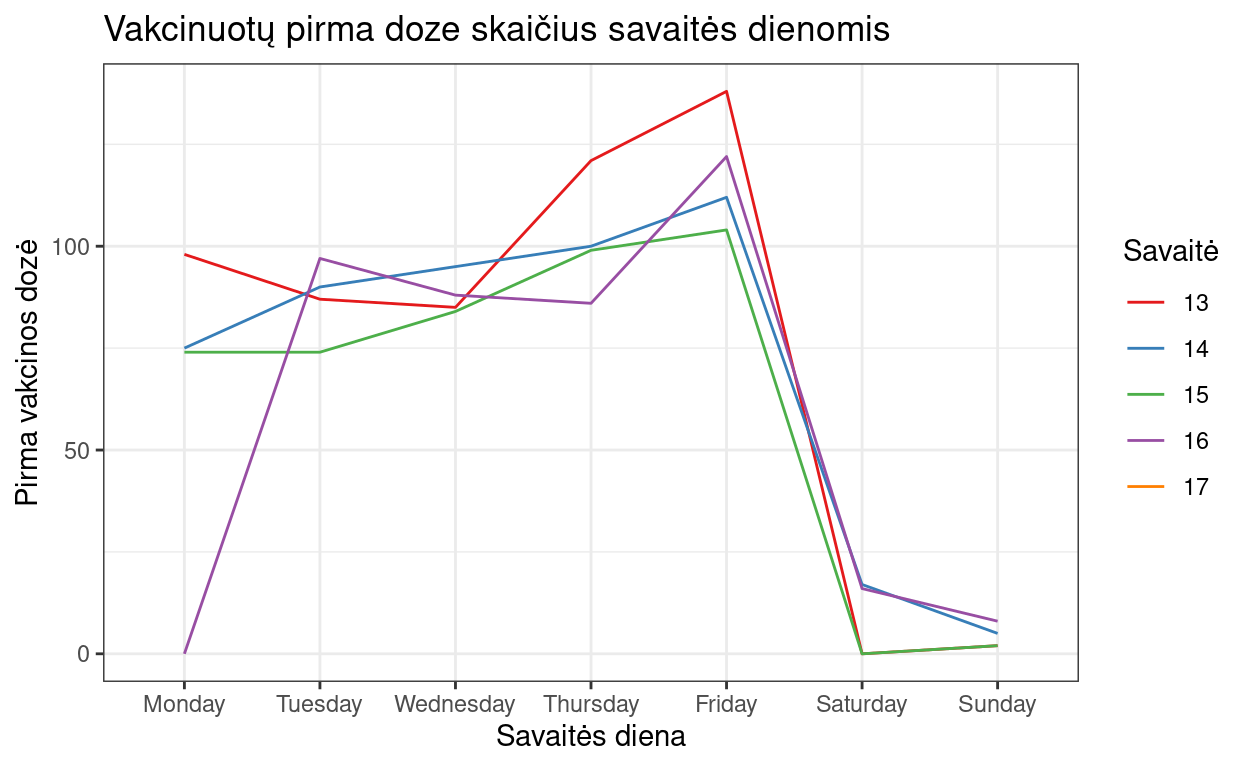 Vakcinuotų pirma doze skaičius savaitės dienomis
Pirma vakcinos dozė
100
50
0
Monday Tuesday Wednesday Thursday Friday Saturday Sunday
Savaitės diena
Savaitė
13
14
15
16
17